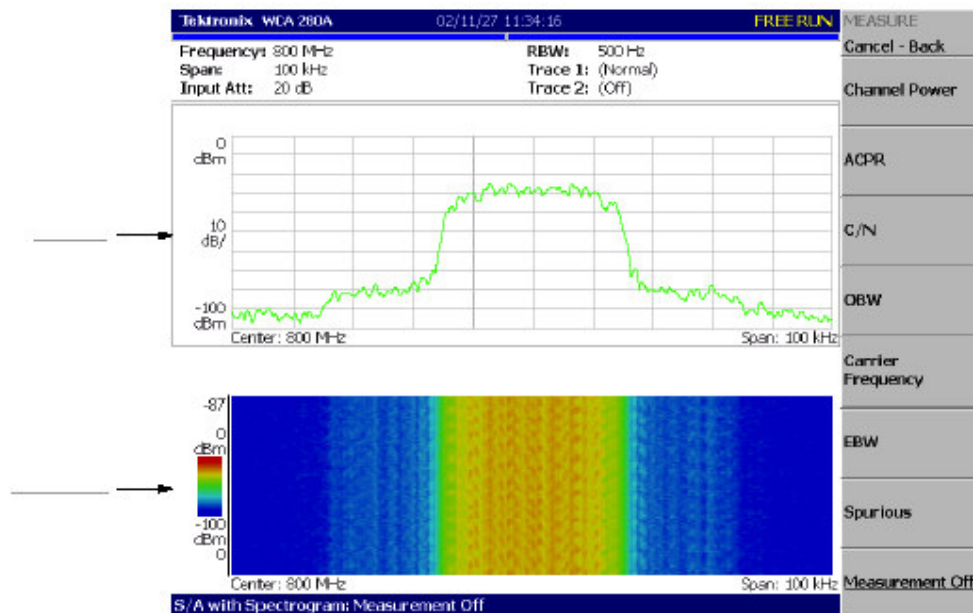 Tektronix WCA 280A 02/11/27 11:34:16 FREE RUN
Frequency: 800 MHz RBW: 500 Hz
Span: 100 kHz Trace 1: (Normal)
Input Att: 20 dB Trace 2: (Off)
0
dBm
10
dB/
-100
dBm
Center: 800 MHz Span: 100 kHz
-87
0
dBm
-100
dBm
0
Center: 800 MHz Span: 100 kHz
S/A with Spectrogram: Measurement Off
MEASURE
Cancel - Back
Channel Power
ACPR
C/N
OBW
Carrier
Frequency
EBW
Spurious
Measurement Off